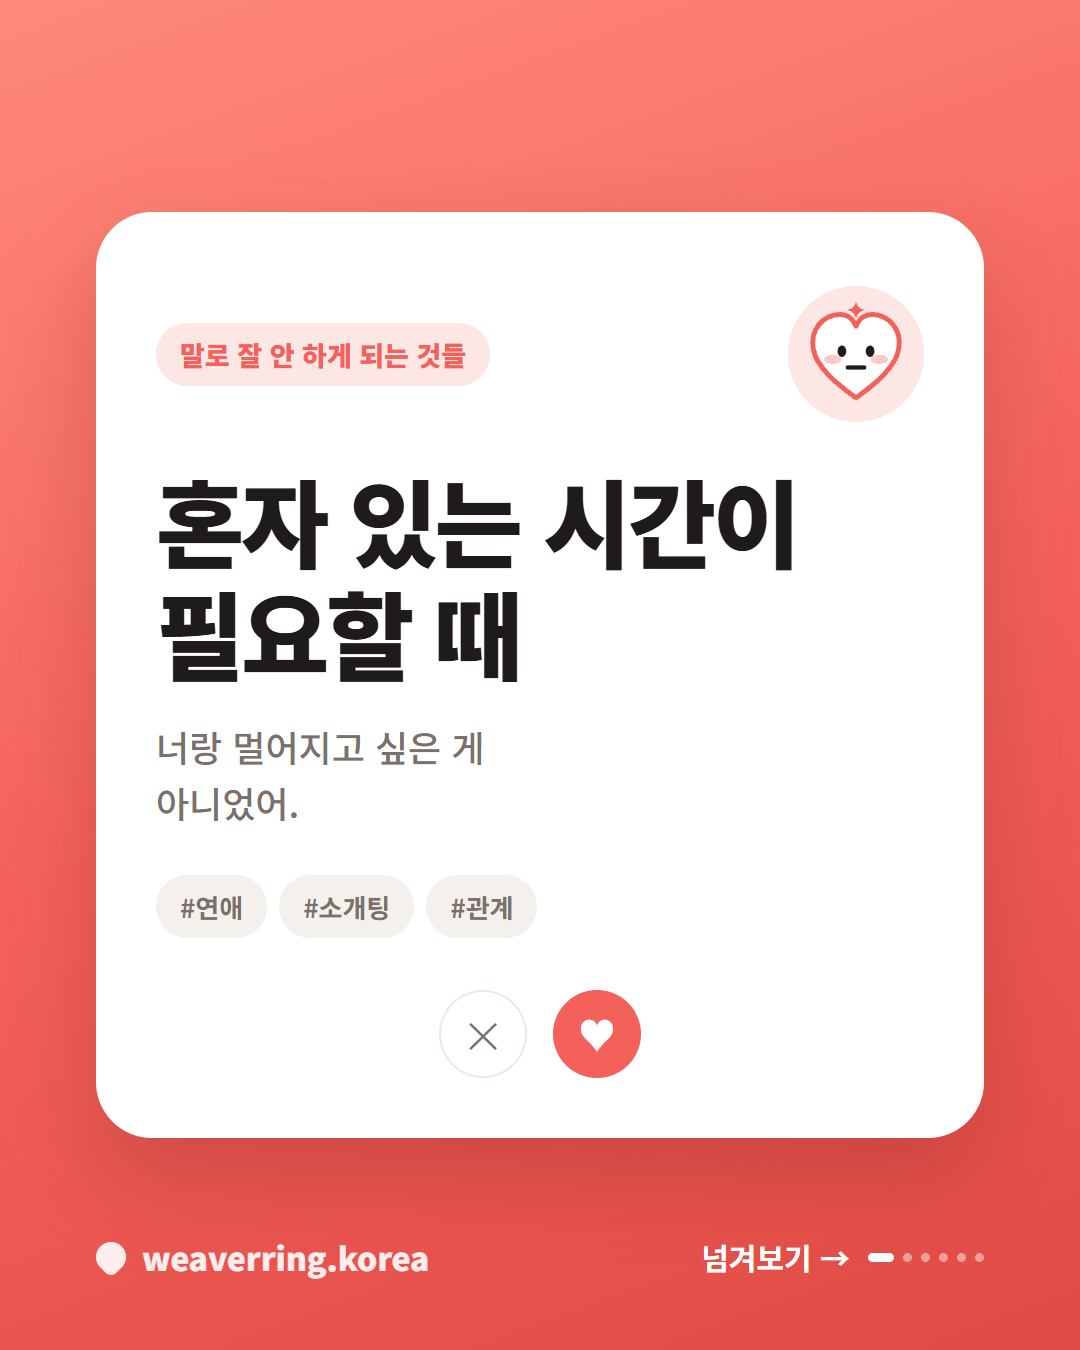 말로 잘 안 하게 되는 것들
혼자 있는 시간이
필요할 때
너랑 멀어지고 싶은 게
아니었어.
#연애 #소개팅 #관계
weaverring.korea
넘겨보기 →